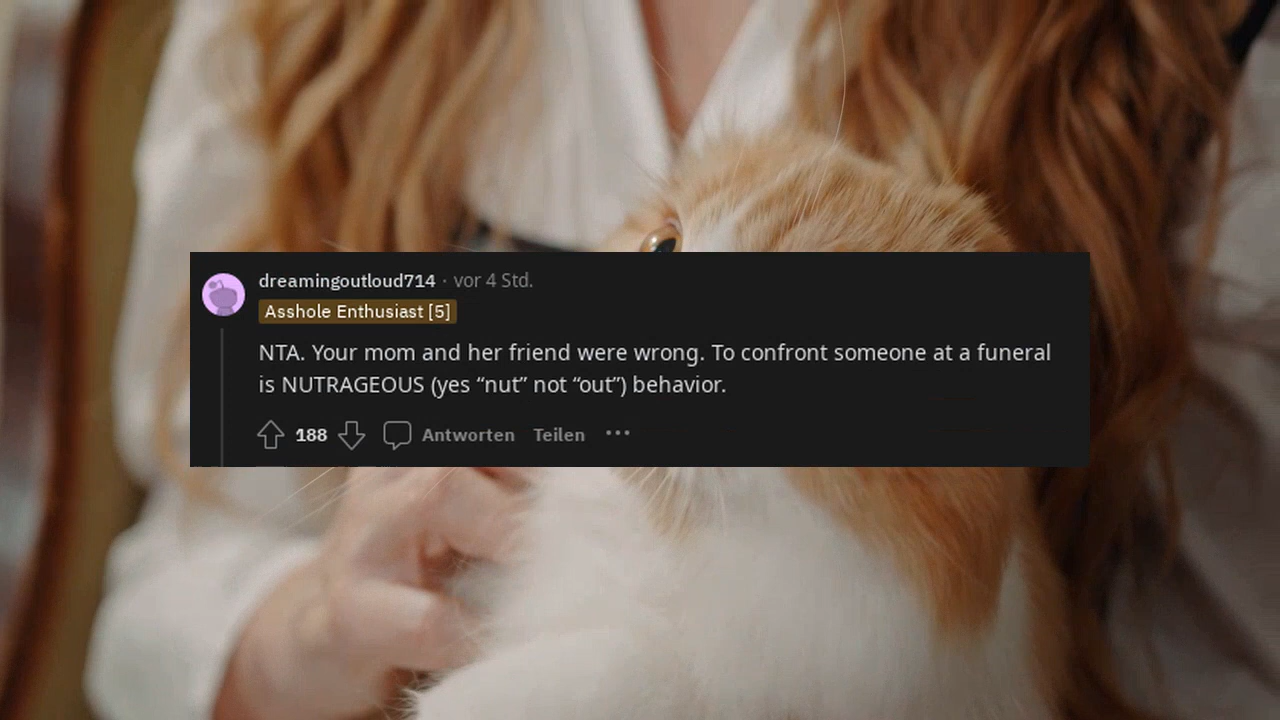 dreamingoutloud714 · vor 4 Std.
Asshole Enthusiast [5]
NTA. Your mom and her friend were wrong. To confront someone at a funeral
is NUTRAGEOUS (yes “nut” not “out”) behavior.
188 Antworten Teilen ···